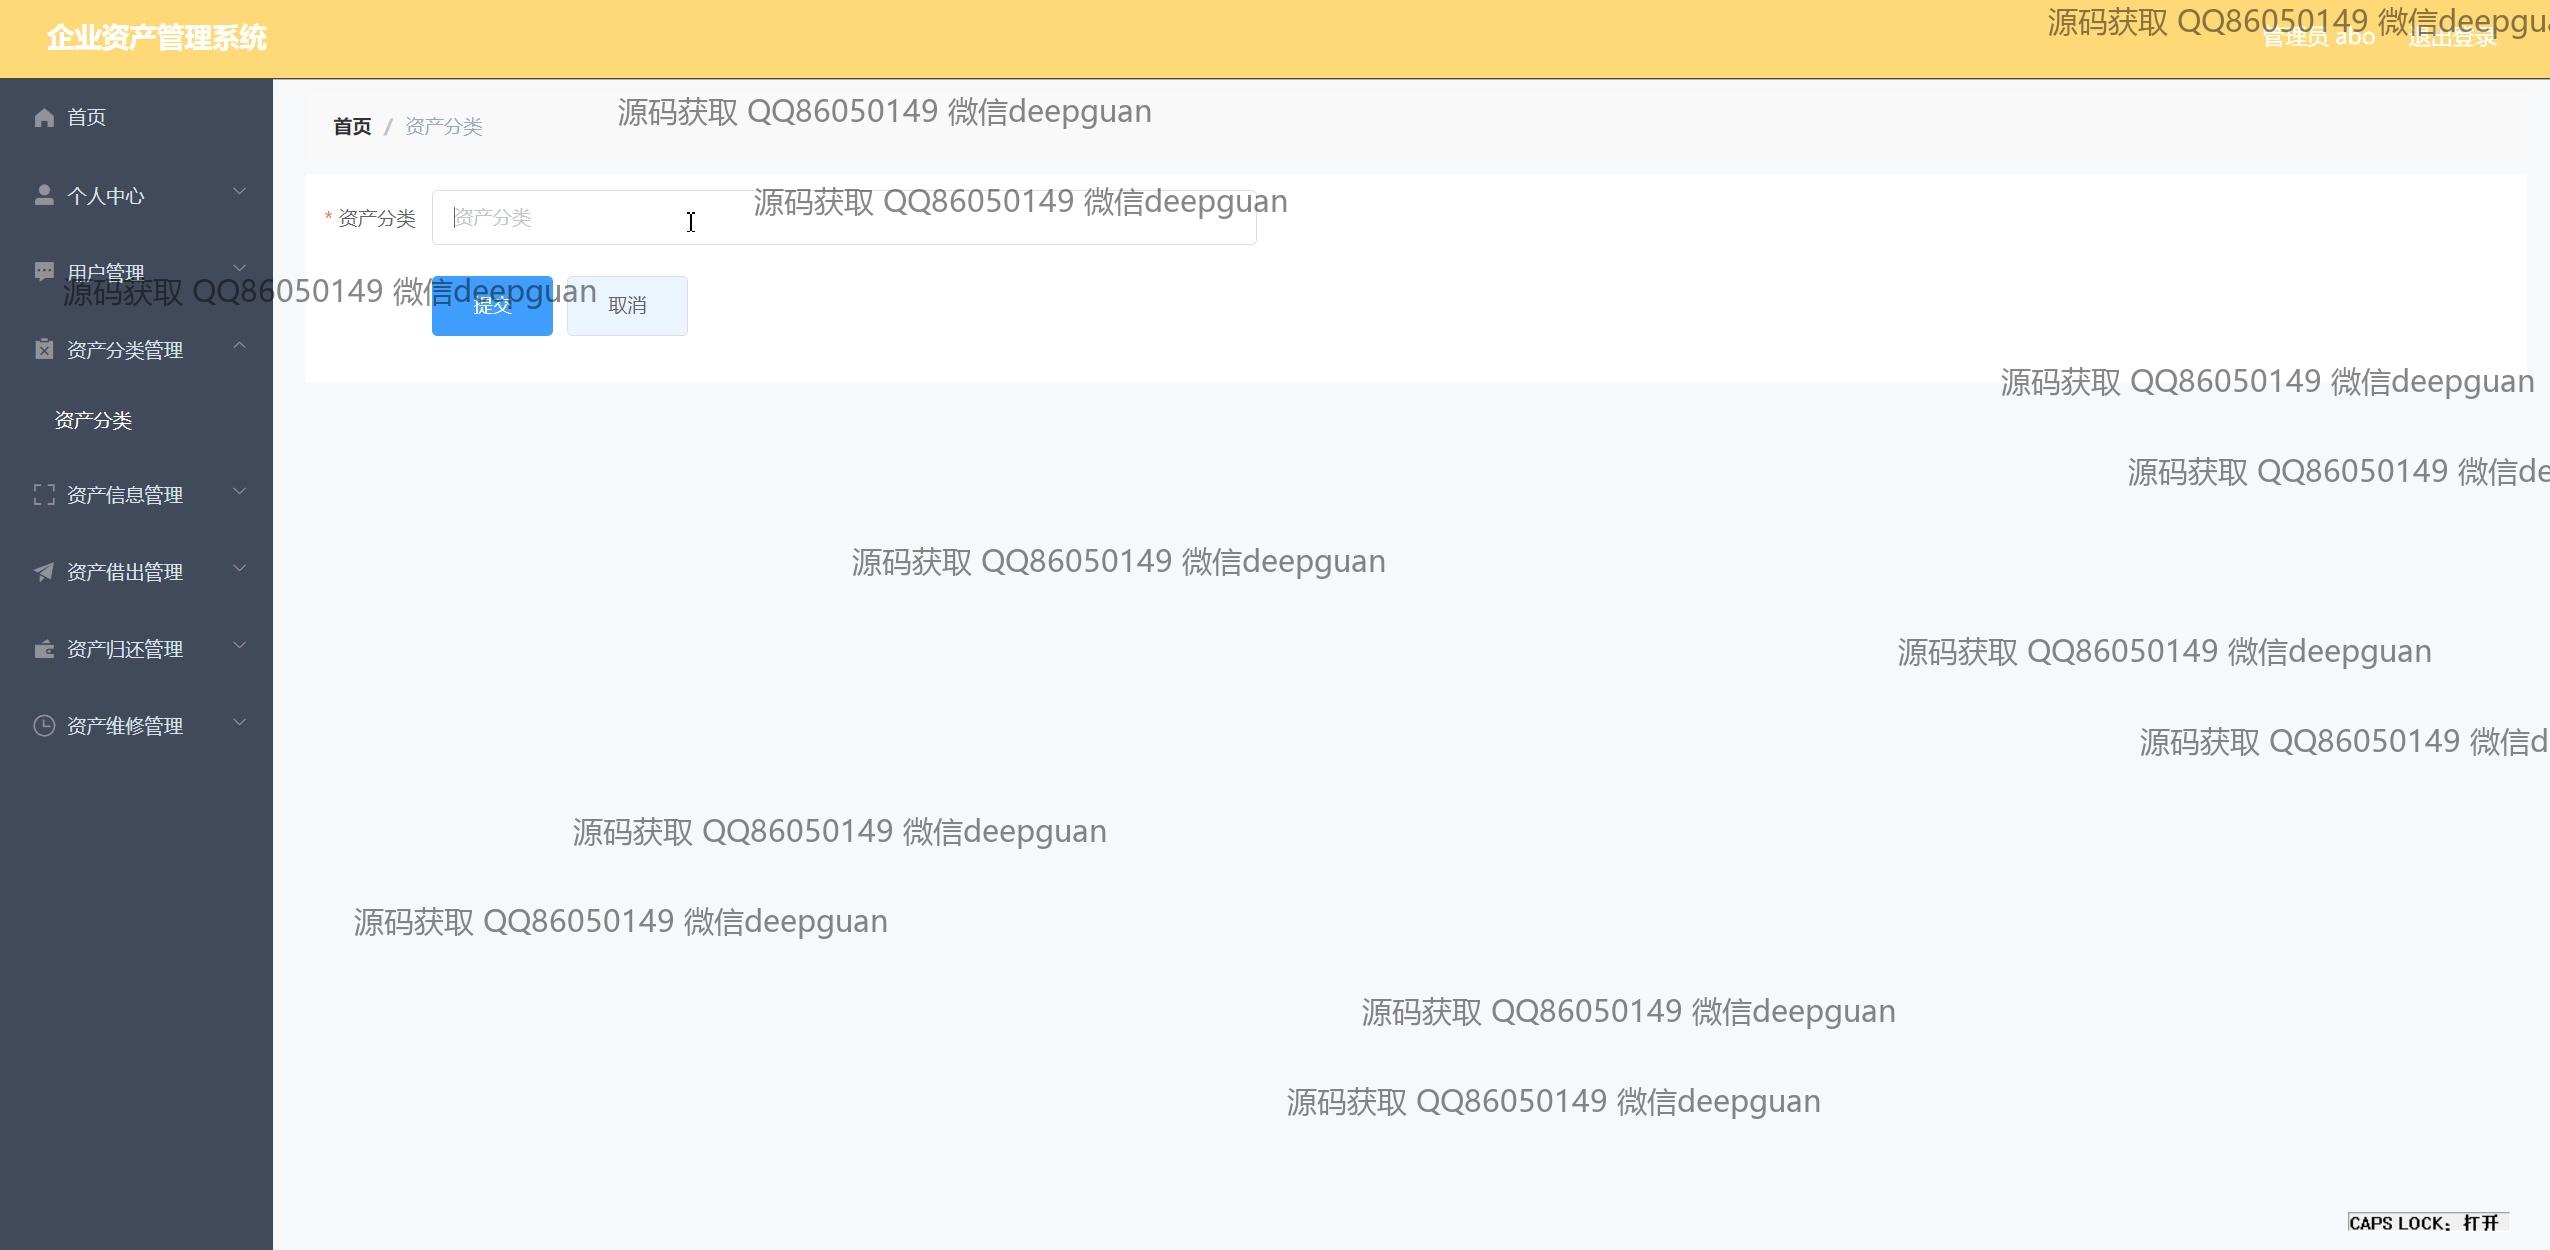 企业资产管理系统
源码获取 QQ86050149 微信deepgu
管理员 abo 退出登录
首页
源码获取 QQ86050149 微信deepguan
首页 / 资产分类
个人中心
源码获取 QQ86050149 微信deepguan
* 资产分类 资产分类
用户管理
源码获取 QQ86050149 微信deepguan
提交 取消
资产分类管理
源码获取 QQ86050149 微信deepguan
资产分类
源码获取 QQ86050149 微信de
资产信息管理
源码获取 QQ86050149 微信deepguan
资产借出管理
资产归还管理
源码获取 QQ86050149 微信deepguan
资产维修管理
源码获取 QQ86050149 微信d
源码获取 QQ86050149 微信deepguan
源码获取 QQ86050149 微信deepguan
源码获取 QQ86050149 微信deepguan
源码获取 QQ86050149 微信deepguan
CAPS LOCK：打开